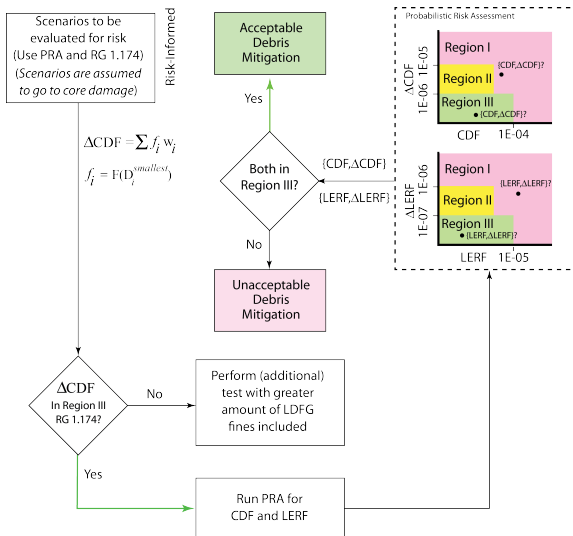 Scenarios to be
evaluated for risk
(Use PRA and RG 1.174)
(Scenarios are assumed
to go to core damage)
Risk-Informed
ΔCDF = ∑ f_i w_i
f_i = F(D_i^smallest)
Acceptable
Debris
Mitigation
Yes
Both in
Region III?
{CDF,ΔCDF}
{LERF,ΔLERF}
No
Unacceptable
Debris
Mitigation
Probabilistic Risk Assessment
ΔCDF
1E-06 1E-05
Region I
{CDF,ΔCDF}?
Region II
Region III
{CDF,ΔCDF}?
CDF 1E-04
ΔLERF
1E-07 1E-06
Region I
{LERF,ΔLERF}?
Region II
Region III
{LERF,ΔLERF}?
LERF 1E-05
ΔCDF
In Region III
RG 1.174?
No
Perform (additional)
test with greater
amount of LDFG
fines included
Yes
Run PRA for
CDF and LERF